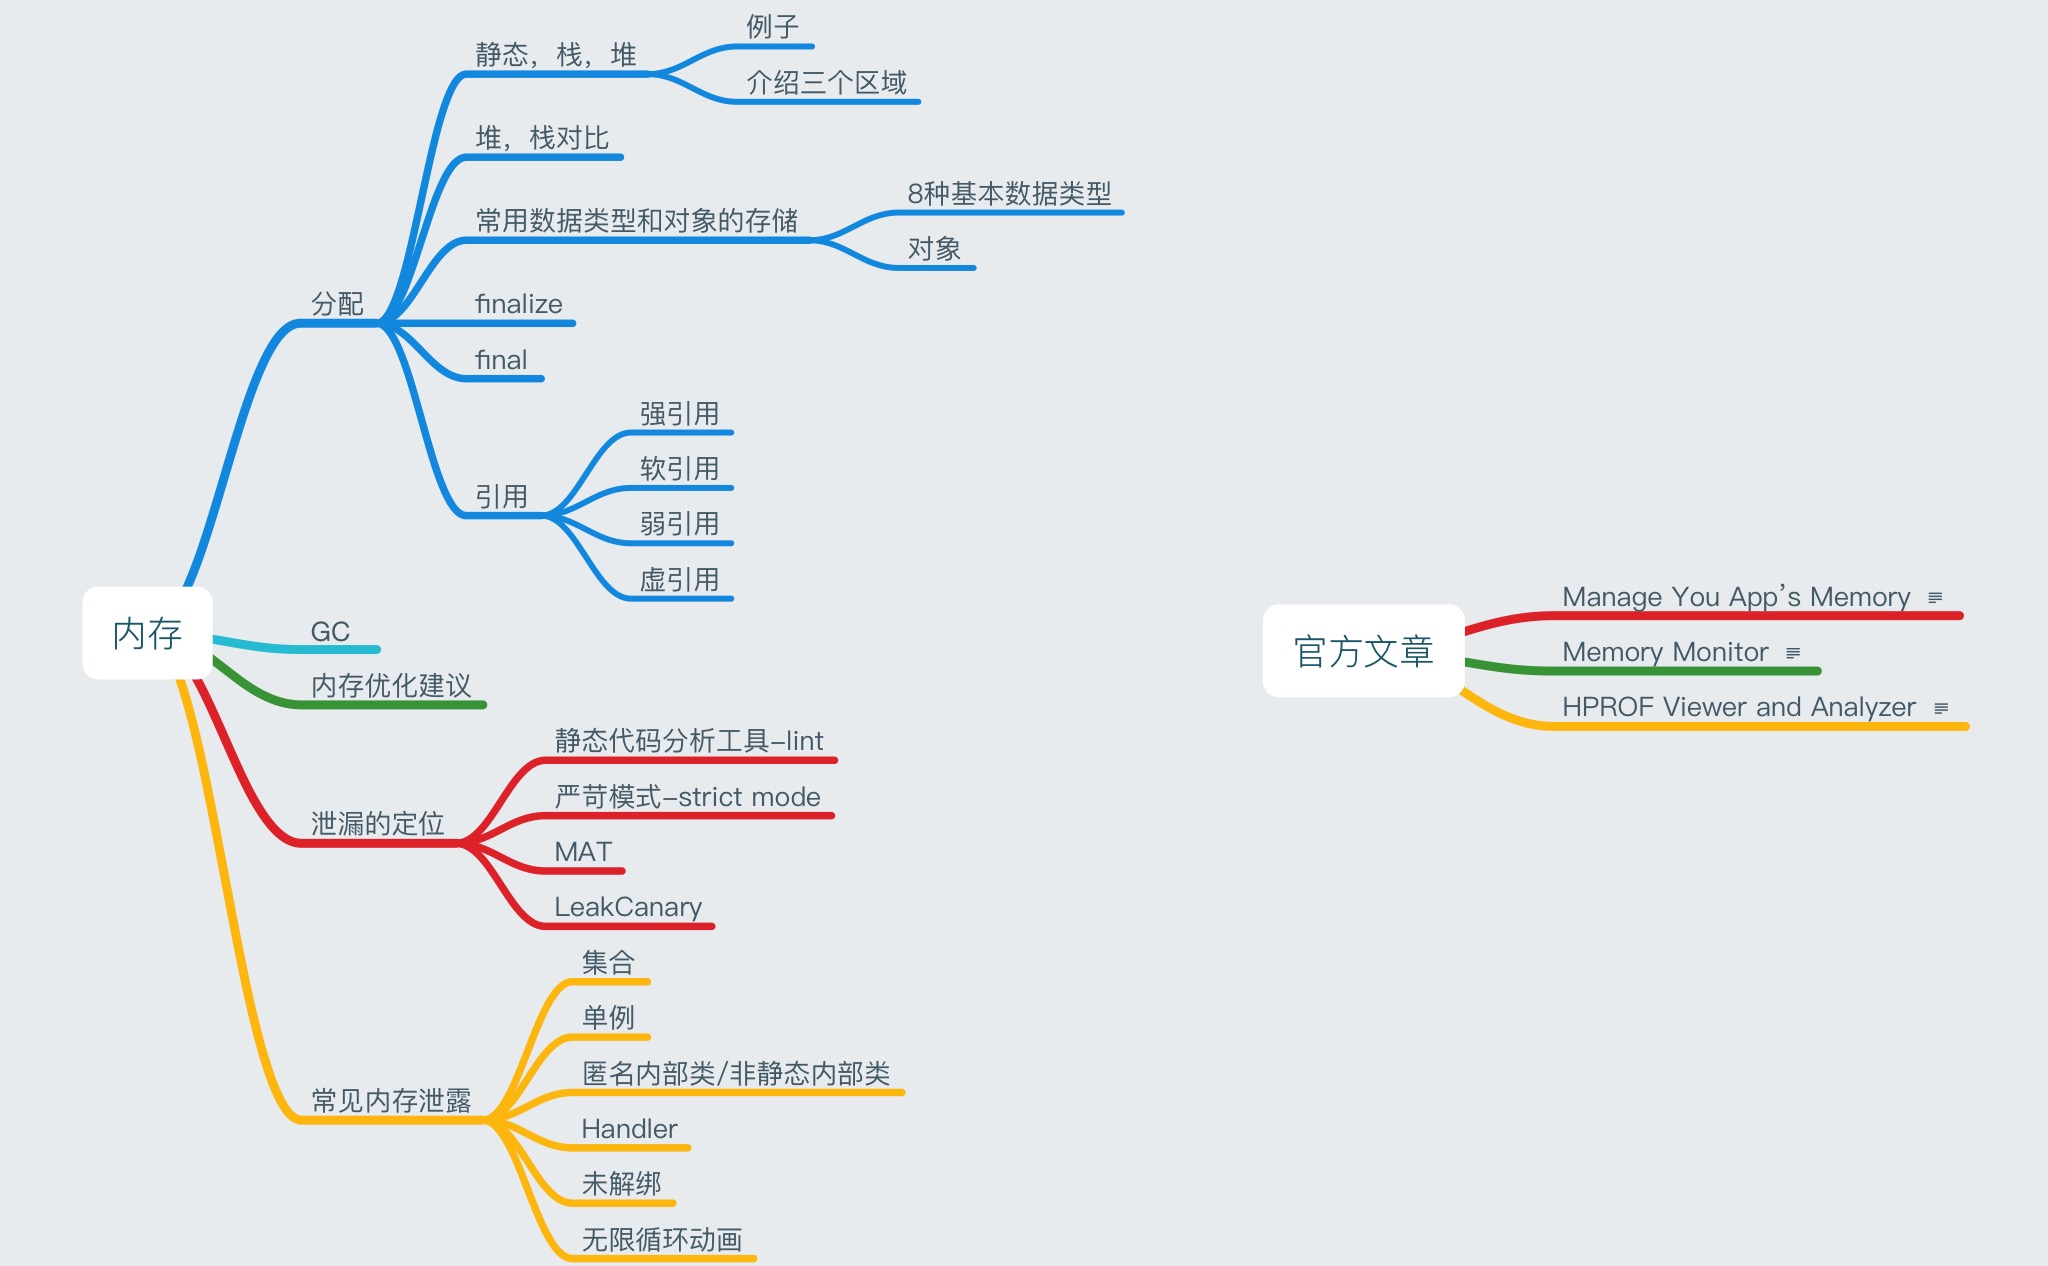 内存
分配
静态，栈，堆
例子
介绍三个区域
堆，栈对比
常用数据类型和对象的存储
8种基本数据类型
对象
finalize
final
引用
强引用
软引用
弱引用
虚引用
GC
内存优化建议
泄漏的定位
静态代码分析工具-lint
严苛模式-strict mode
MAT
LeakCanary
常见内存泄露
集合
单例
匿名内部类/非静态内部类
Handler
未解绑
无限循环动画
官方文章
Manage You App's Memory
Memory Monitor
HPROF Viewer and Analyzer